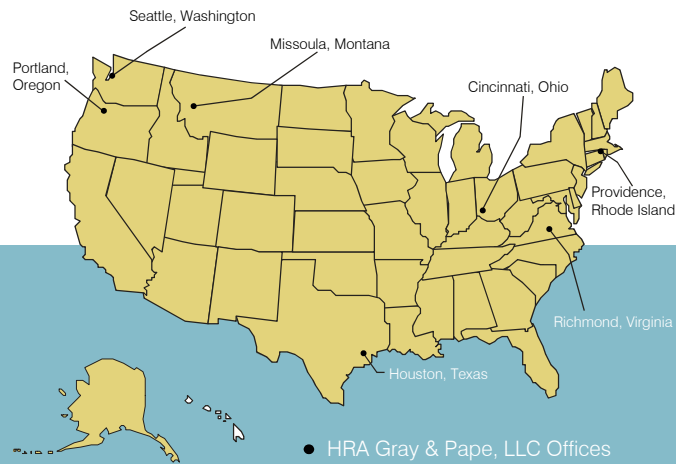 Seattle, Washington
Missoula, Montana
Portland,
Oregon
Cincinnati, Ohio
Providence,
Rhode Island
Richmond, Virginia
Houston, Texas
HRA Gray & Pape, LLC Offices